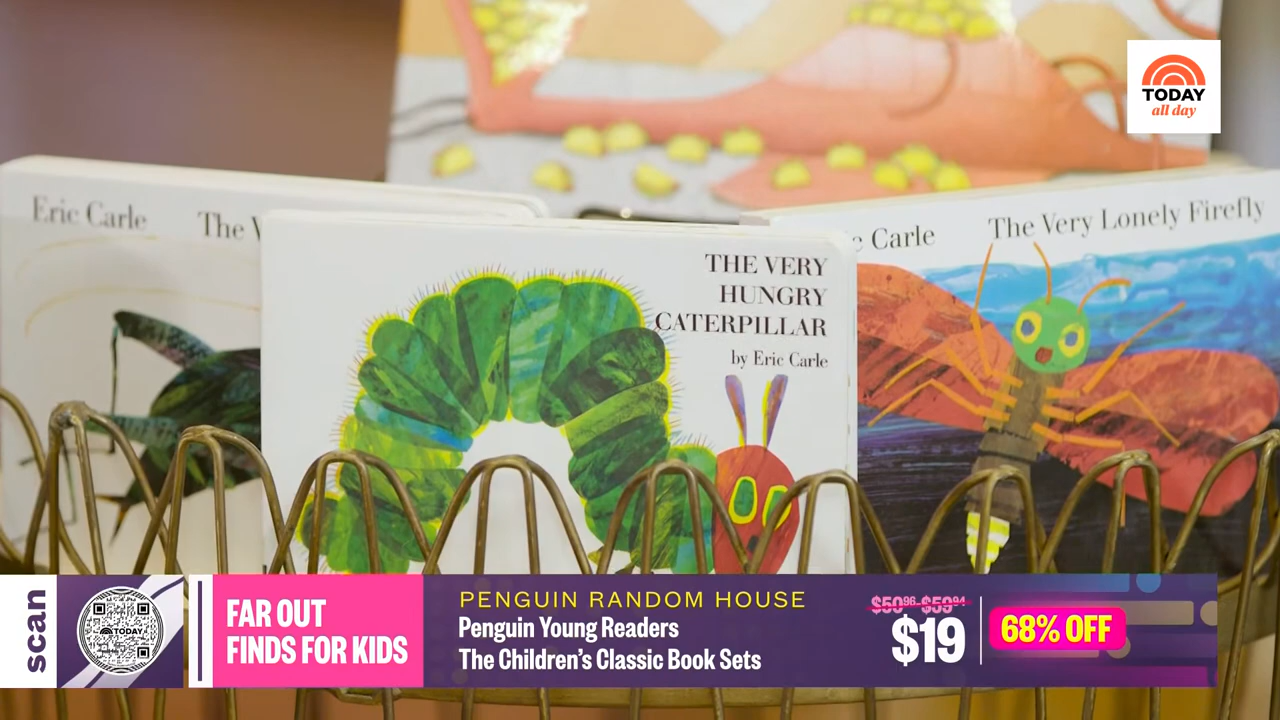 TODAY
all day
Eric Carle
The V
THE VERY
HUNGRY
CATERPILLAR
by Eric Carle
c Carle
The Very Lonely Firefly
scan
TODAY
FAR OUT
FINDS FOR KIDS
PENGUIN RANDOM HOUSE
Penguin Young Readers
The Children's Classic Book Sets
$50.96-$59.94
$19
68% OFF